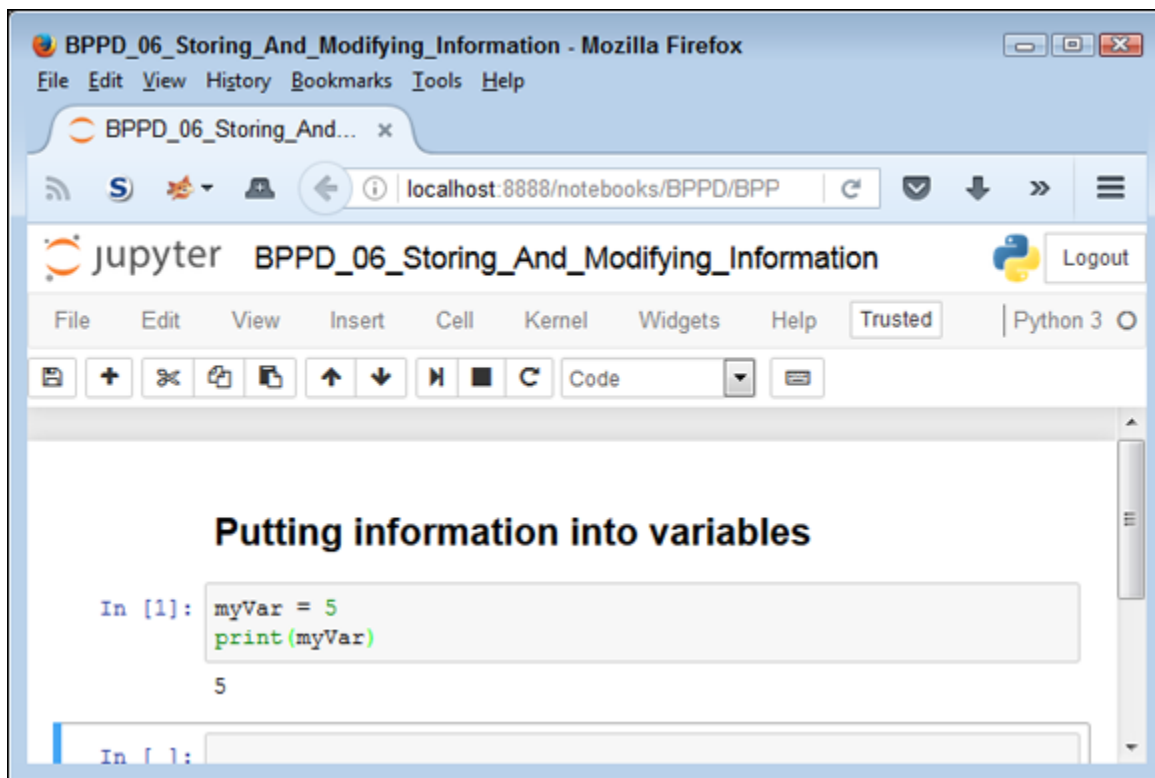 BPPD_06_Storing_And_Modifying_Information - Mozilla Firefox
File Edit View History Bookmarks Tools Help
BPPD_06_Storing_And...
localhost:8888/notebooks/BPPD/BPP
jupyter BPPD_06_Storing_And_Modifying_Information Logout
File Edit View Insert Cell Kernel Widgets Help Trusted Python 3
Code
Putting information into variables
In [1]: myVar = 5
print(myVar)
5
In [ ]: